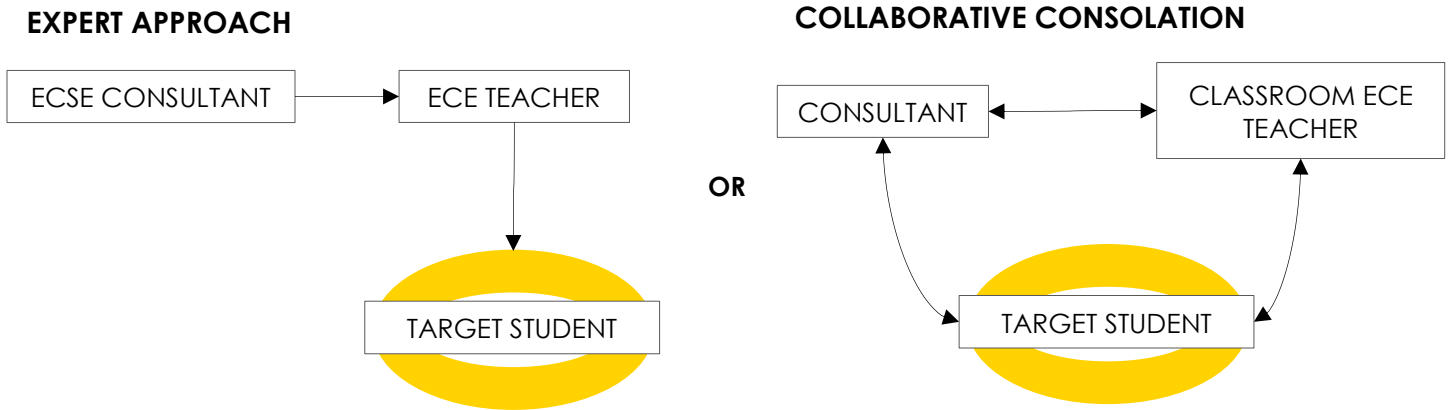 EXPERT APPROACH
ECSE CONSULTANT
ECE TEACHER
TARGET STUDENT
OR
COLLABORATIVE CONSOLATION
CONSULTANT
CLASSROOM ECE
TEACHER
TARGET STUDENT